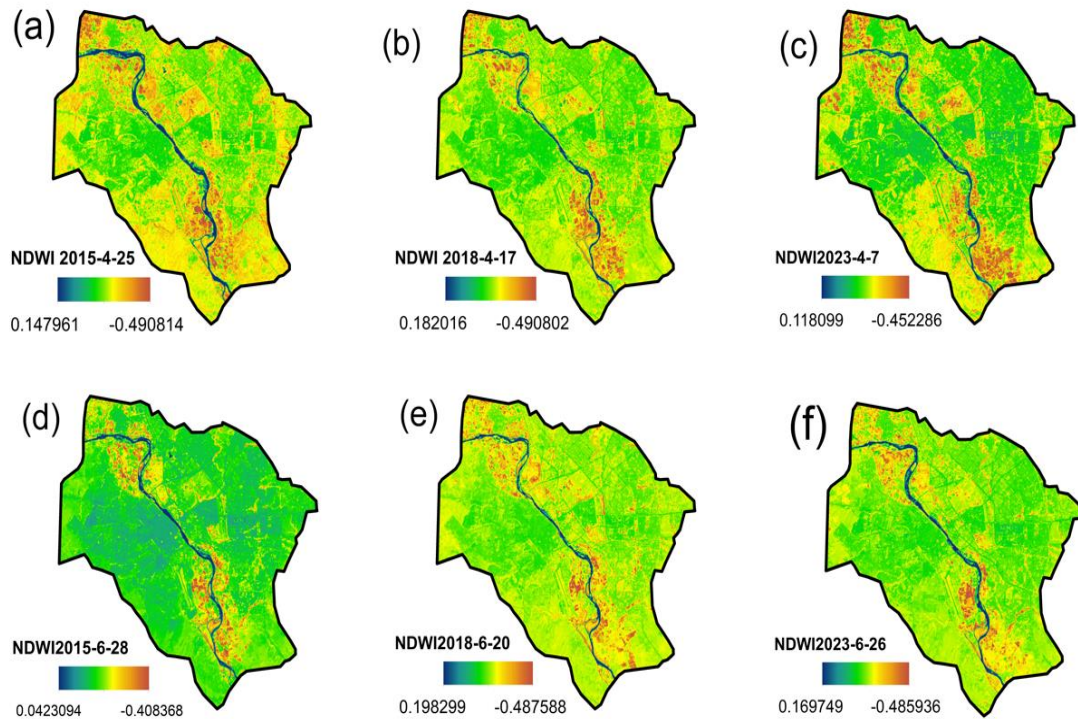 (a)
(b)
(c)
NDWI 2015-4-25
0.147961 -0.490814
NDWI 2018-4-17
0.182016 -0.490802
NDWI2023-4-7
0.118099 -0.452286
(d)
(e)
(f)
NDWI2015-6-28
0.0423094 -0.408368
NDWI2018-6-20
0.198299 -0.487588
NDWI2023-6-26
0.169749 -0.485936